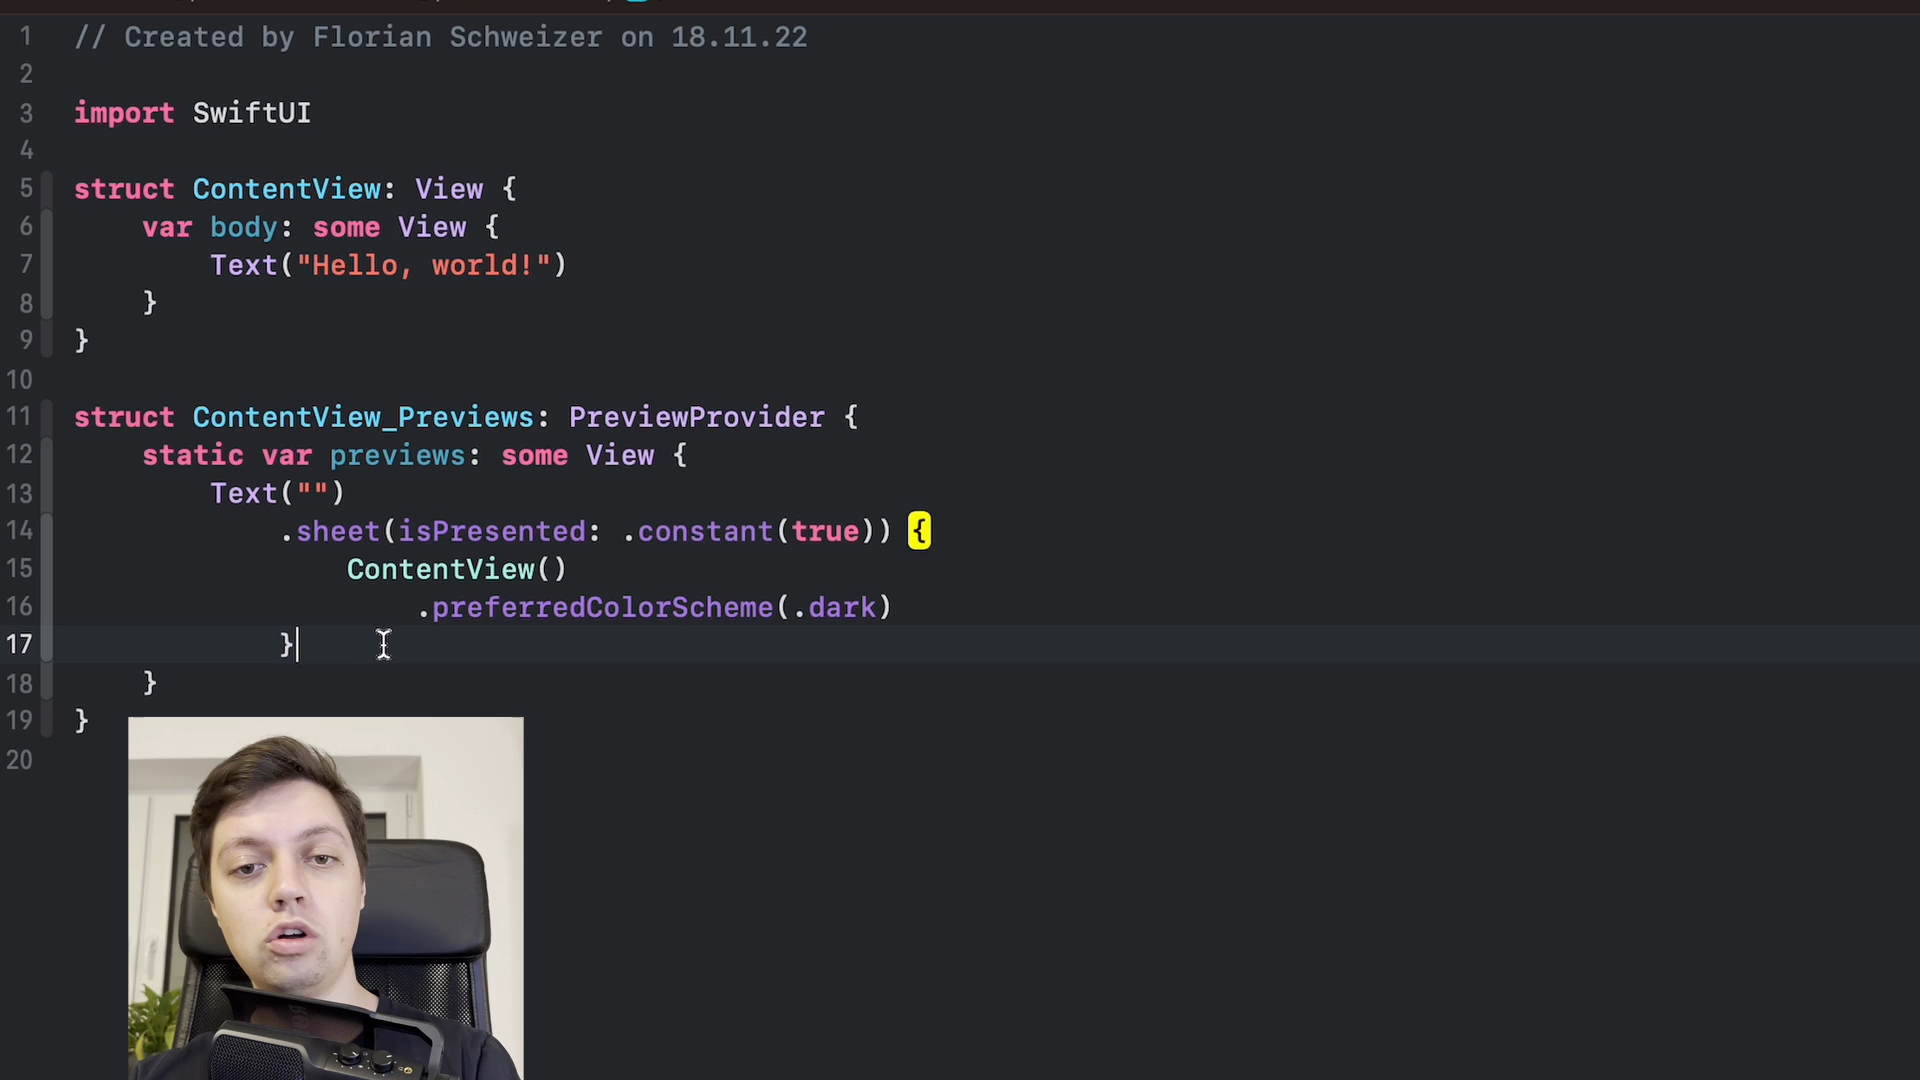 1 // Created by Florian Schweizer on 18.11.22
2
3 import SwiftUI
4
5 struct ContentView: View {
6 var body: some View {
7 Text("Hello, world!")
8 }
9 }
10
11 struct ContentView_Previews: PreviewProvider {
12 static var previews: some View {
13 Text("")
14 .sheet(isPresented: .constant(true)) {
15 ContentView()
16 .preferredColorScheme(.dark)
17 }
18 }
19 }
20